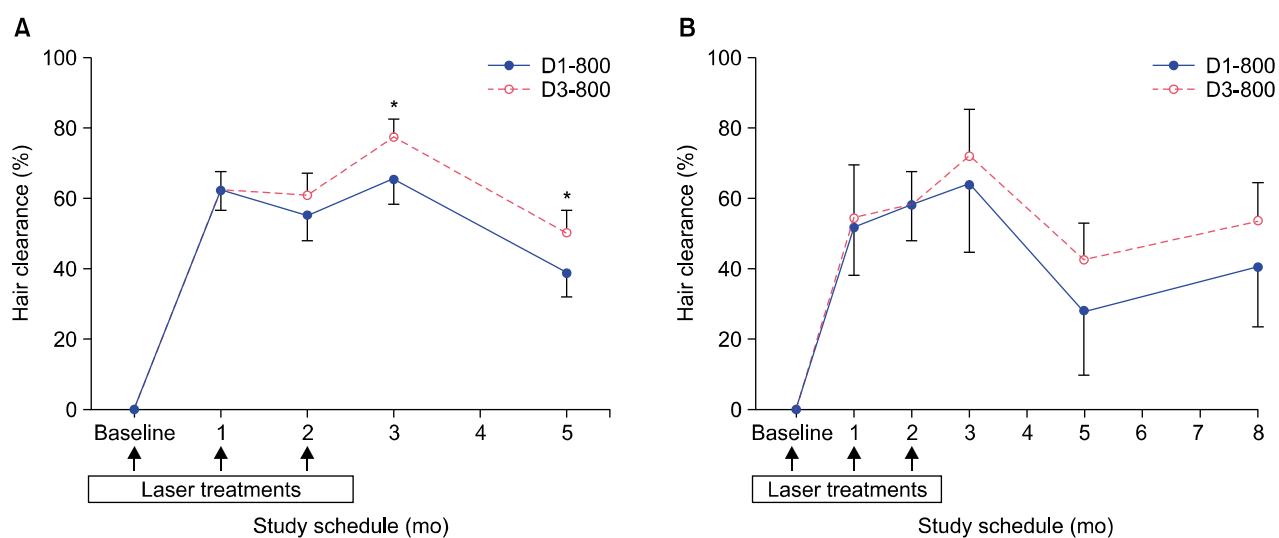 A
100
80
60
40
20
0
Hair clearance (%)
D1-800
D3-800
*
*
Baseline 1 2 3 4 5
Laser treatments
Study schedule (mo)
B
100
80
60
40
20
0
Hair clearance (%)
D1-800
D3-800
Baseline 1 2 3 4 5 6 7 8
Laser treatments
Study schedule (mo)